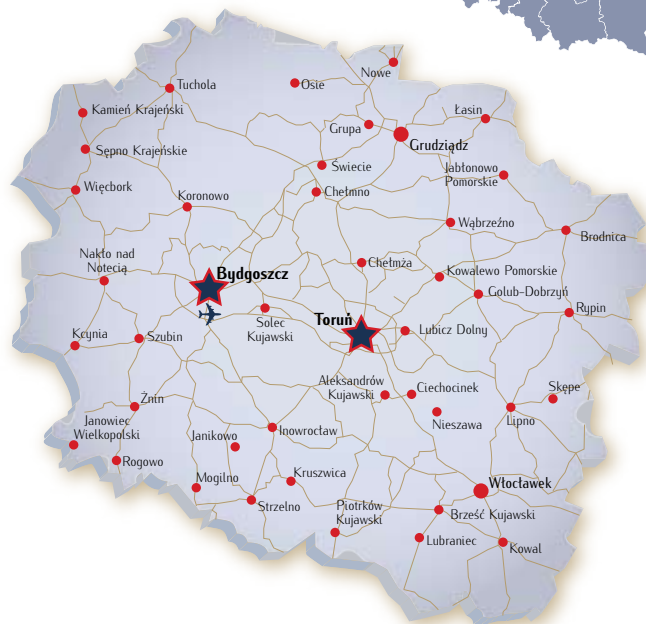 Nowe
Tuchola
Osie
Kamień Krajeński
Łasin
Grupa
Grudziądz
Sępno Krajeńskie
Świecie
Jabłonowo
Pomorskie
Więcbork
Koronowo
Chełmno
Wąbrzeźno
Brodnica
Nakło nad
Notecią
Bydgoszcz
Chełmża
Kowalewo Pomorskie
Golub-Dobrzyń
Rypin
Solec
Kujawski
Toruń
Lubicz Dolny
Kcynia
Szubin
Aleksandrów
Kujawski
Ciechocinek
Skępe
Żnin
Nieszawa
Lipno
Janowiec
Wielkopolski
Janikowo
Inowrocław
Rogowo
Mogilno
Kruszwica
Włocławek
Strzelno
Piotrków
Kujawski
Brześć Kujawski
Lubraniec
Kowal